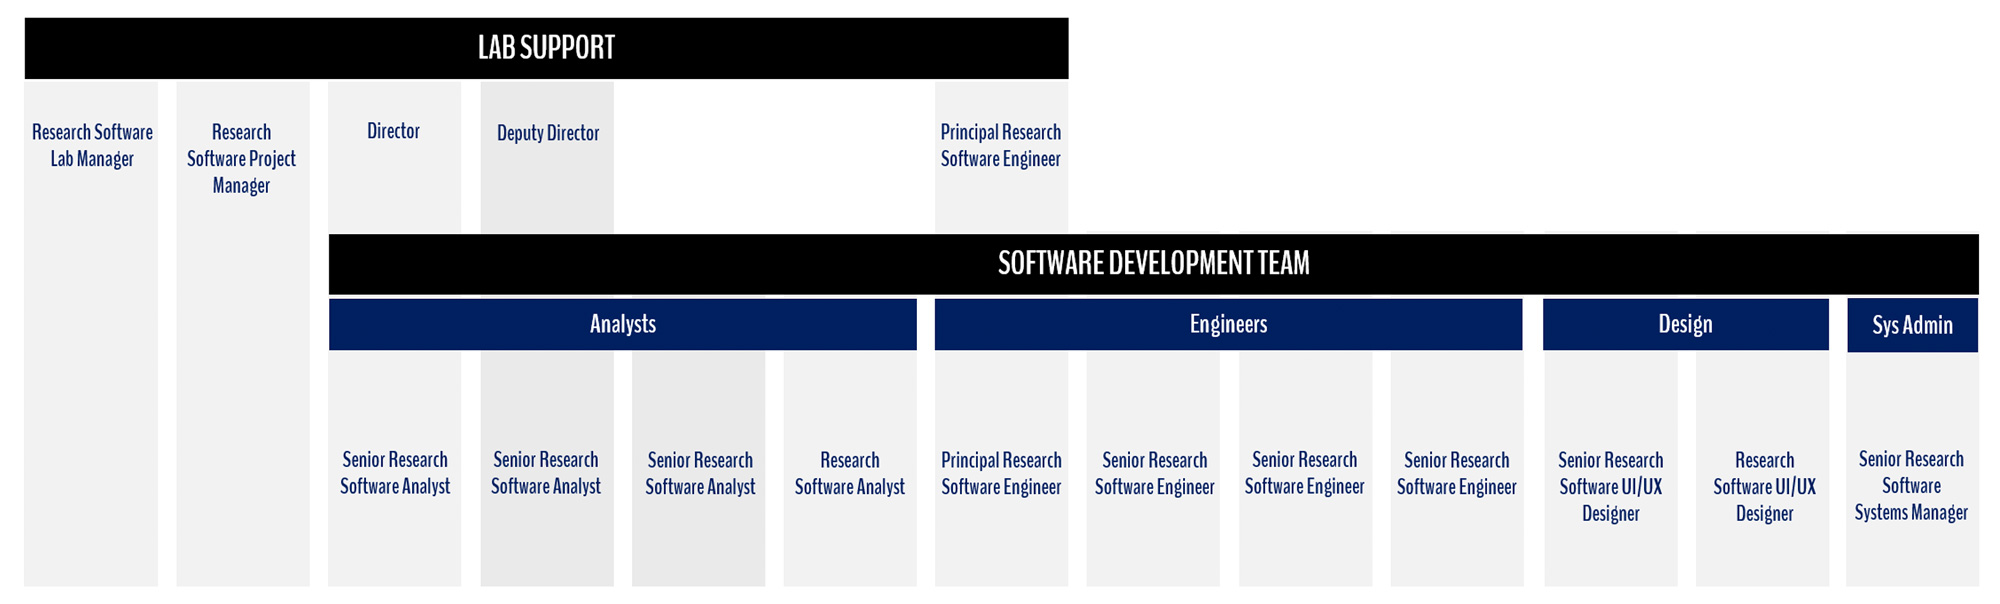 LAB SUPPORT
Research Software
Lab Manager
Research
Software Project
Manager
Director
Deputy Director
Principal Research
Software Engineer
SOFTWARE DEVELOPMENT TEAM
Analysts
Engineers
Design
Sys Admin
Senior Research
Software Analyst
Senior Research
Software Analyst
Senior Research
Software Analyst
Research
Software Analyst
Principal Research
Software Engineer
Senior Research
Software Engineer
Senior Research
Software Engineer
Senior Research
Software Engineer
Senior Research
Software UI/UX
Designer
Research
Software UI/UX
Designer
Senior Research
Software
Systems Manager